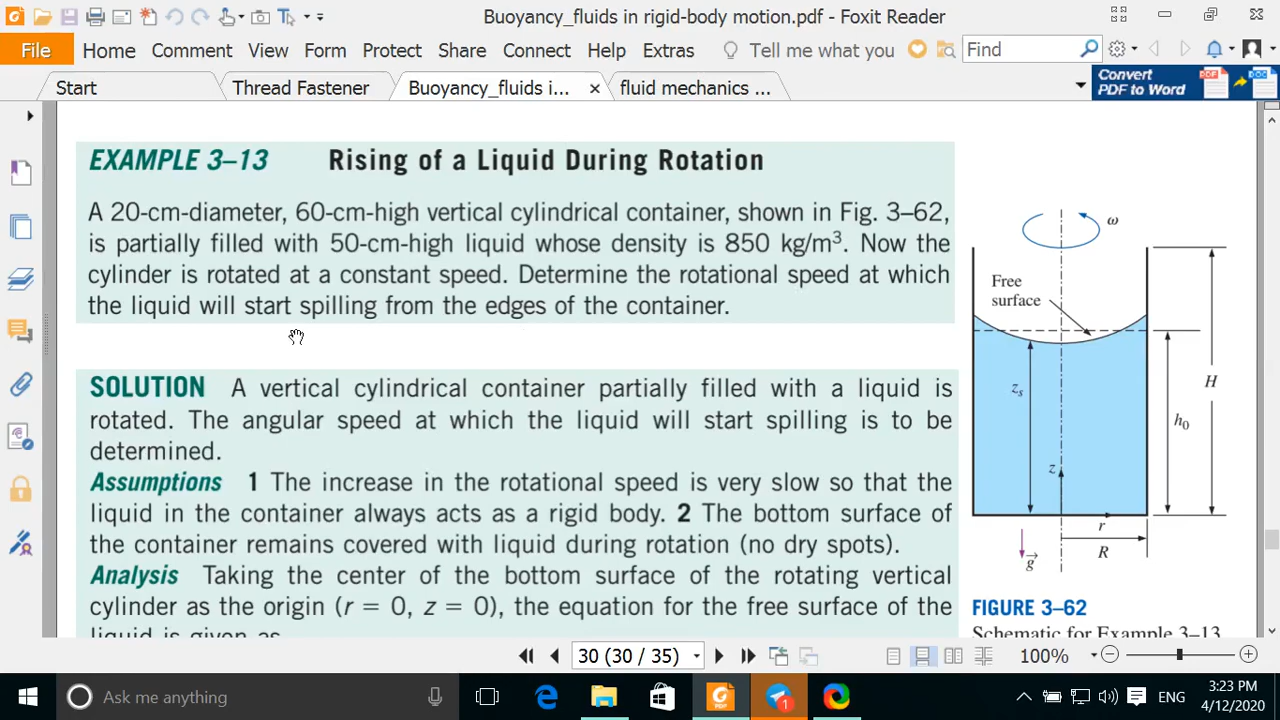 Buoyancy_fluids in rigid-body motion.pdf - Foxit Reader
File Home Comment View Form Protect Share Connect Help Extras Tell me what you Find
Start Thread Fastener Buoyancy_fluids i... × fluid mechanics ... Convert PDF to Word
EXAMPLE 3–13 Rising of a Liquid During Rotation
A 20-cm-diameter, 60-cm-high vertical cylindrical container, shown in Fig. 3–62,
is partially filled with 50-cm-high liquid whose density is 850 kg/m³. Now the
cylinder is rotated at a constant speed. Determine the rotational speed at which
the liquid will start spilling from the edges of the container.
SOLUTION A vertical cylindrical container partially filled with a liquid is
rotated. The angular speed at which the liquid will start spilling is to be
determined.
Assumptions 1 The increase in the rotational speed is very slow so that the
liquid in the container always acts as a rigid body. 2 The bottom surface of
the container remains covered with liquid during rotation (no dry spots).
Analysis Taking the center of the bottom surface of the rotating vertical
cylinder as the origin (r = 0, z = 0), the equation for the free surface of the
liquid is given as
ω
Free
surface
zs
H
h0
z
r
R
g
FIGURE 3–62
Schematic for Example 3–13
30 (30 / 35)
100%
Ask me anything
1
ENG
3:23 PM
4/12/2020